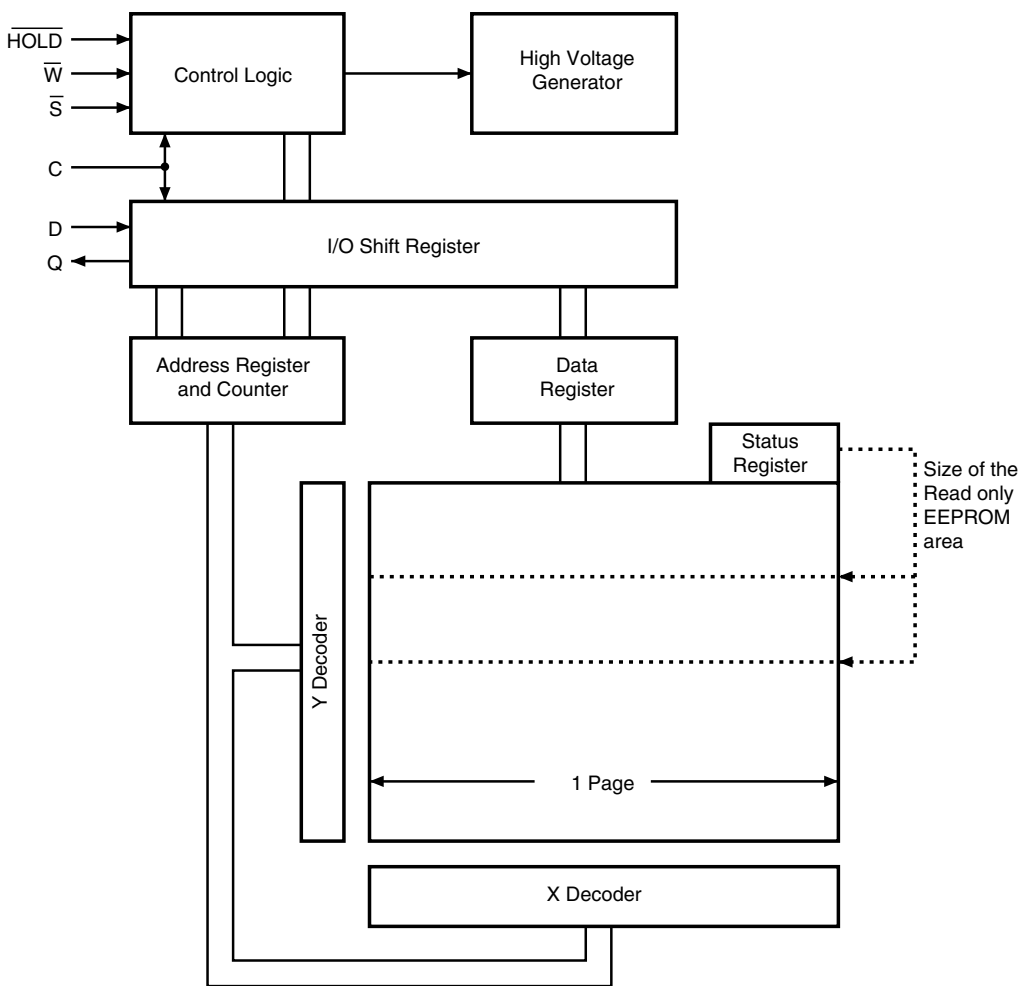 HOLD
W
S
C
D
Q
Control Logic
High Voltage
Generator
I/O Shift Register
Address Register
and Counter
Data
Register
Status
Register
Size of the
Read only
EEPROM
area
Y Decoder
1 Page
X Decoder